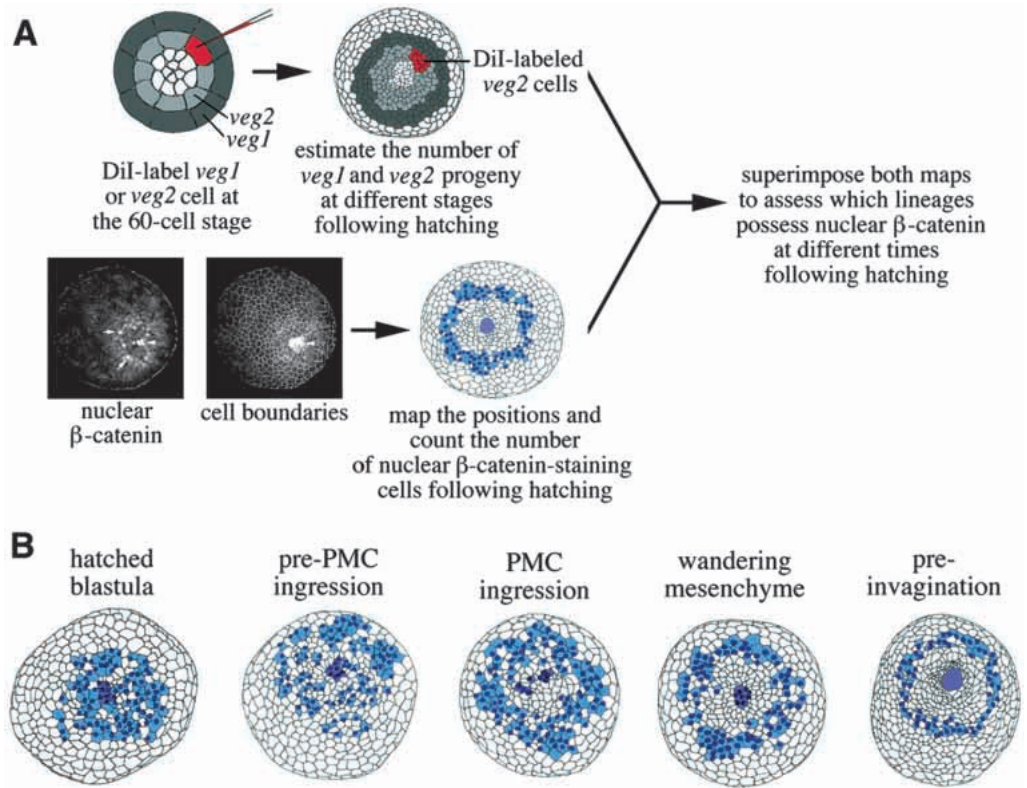 A
DiI-labeled
veg2 cells
veg2
veg1
DiI-label veg1
or veg2 cell at
the 60-cell stage
estimate the number of
veg1 and veg2 progeny
at different stages
following hatching
superimpose both maps
to assess which lineages
possess nuclear β-catenin
at different times
following hatching
nuclear
β-catenin
cell boundaries
map the positions and
count the number
of nuclear β-catenin-staining
cells following hatching
B
hatched
blastula
pre-PMC
ingression
PMC
ingression
wandering
mesenchyme
pre-
invagination